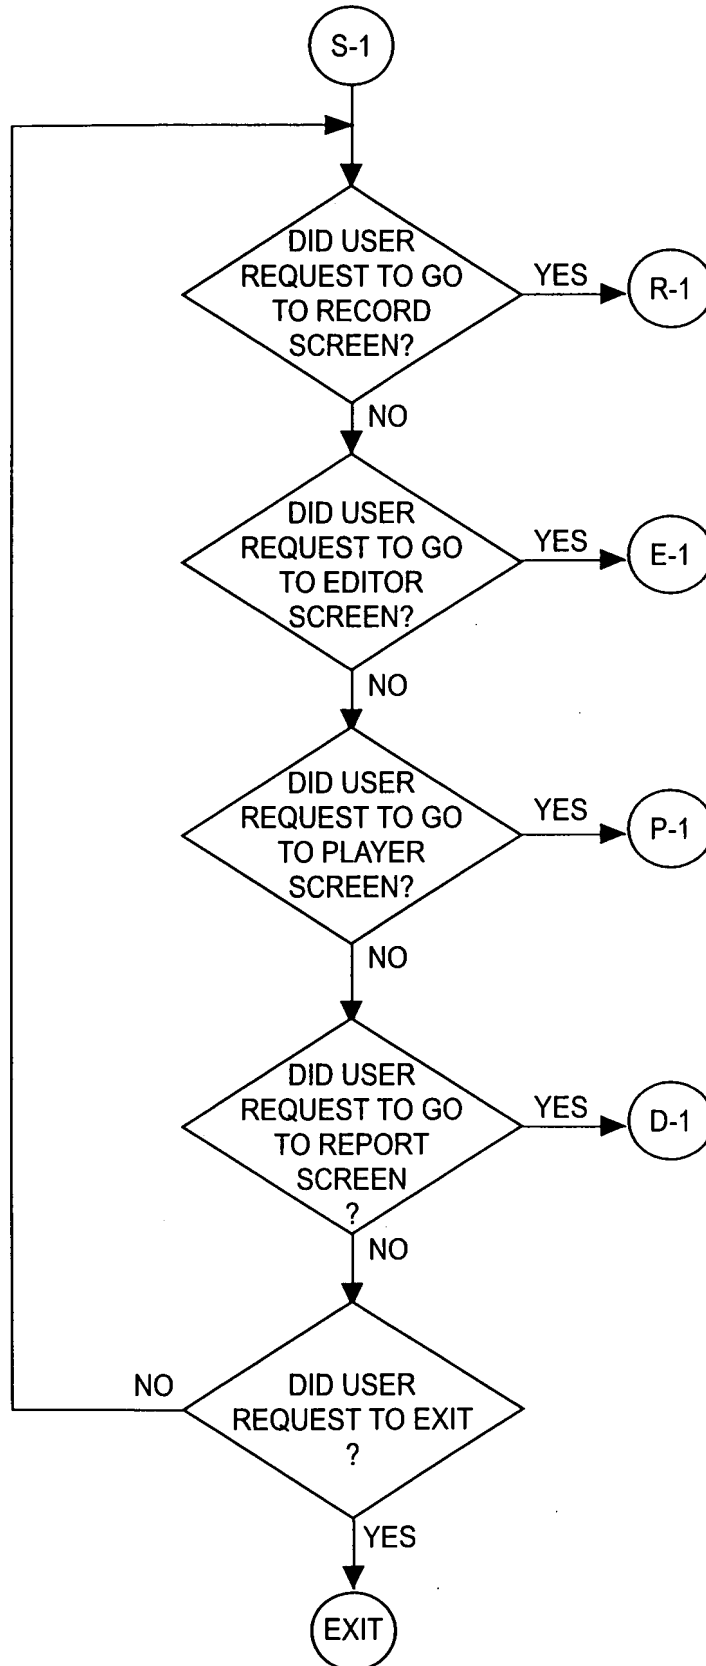 S-1
DID USER
REQUEST TO GO
TO RECORD
SCREEN?
YES
R-1
NO
DID USER
REQUEST TO GO
TO EDITOR
SCREEN?
YES
E-1
NO
DID USER
REQUEST TO GO
TO PLAYER
SCREEN?
YES
P-1
NO
DID USER
REQUEST TO GO
TO REPORT
SCREEN
?
YES
D-1
NO
NO
DID USER
REQUEST TO EXIT
?
YES
EXIT